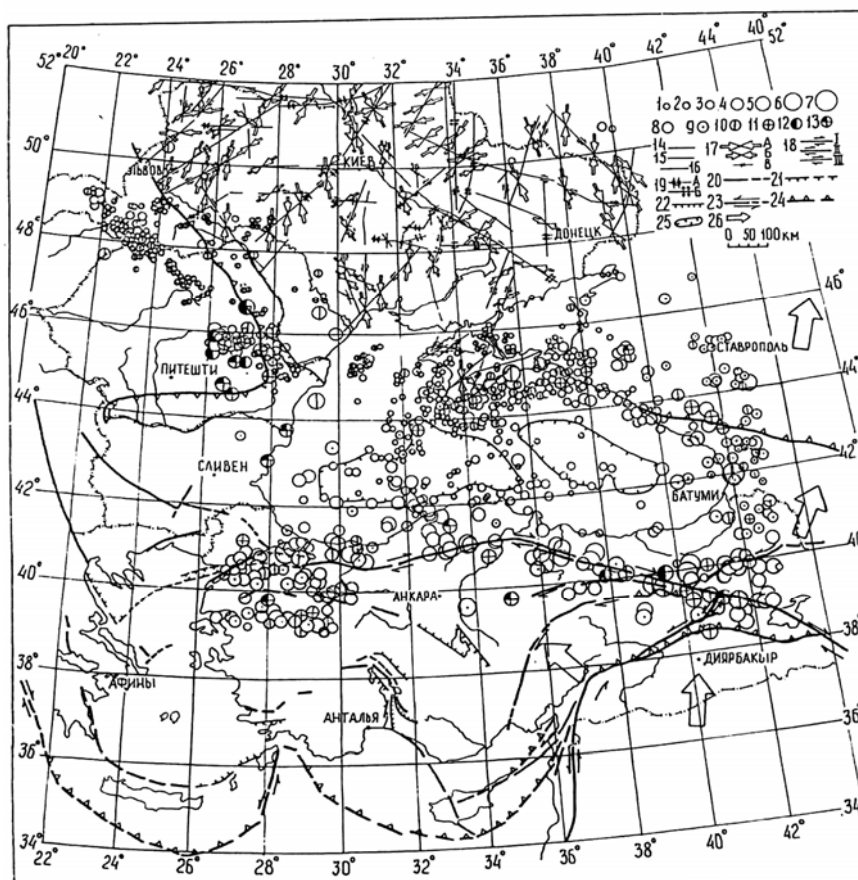 20° 22° 24° 26° 28° 30° 32° 34° 36° 38° 40° 42° 44° 40°
52° 52°
1 2 3 4 5 6 7
8 9 10 11 12 13
14 17 А 18 I
15 Б II
16 В III
19 А 20 21
Б
22 23 24
25 26
0 50 100 КМ
50°
ЛЬВОВ
КИЕВ
48°
ДОНЕЦК
46°
46°
СТАВРОПОЛЬ
ПИТЕШТИ
44°
44°
СЛИВЕН
42°
42°
БАТУМИ
40°
40°
АНКАРА
38°
38°
ДИЯРБАКЫР
АФИНЫ
АНТАЛЬЯ
36°
36°
34°
34°
22° 24° 26° 28° 30° 32° 34° 36° 38° 40° 42°